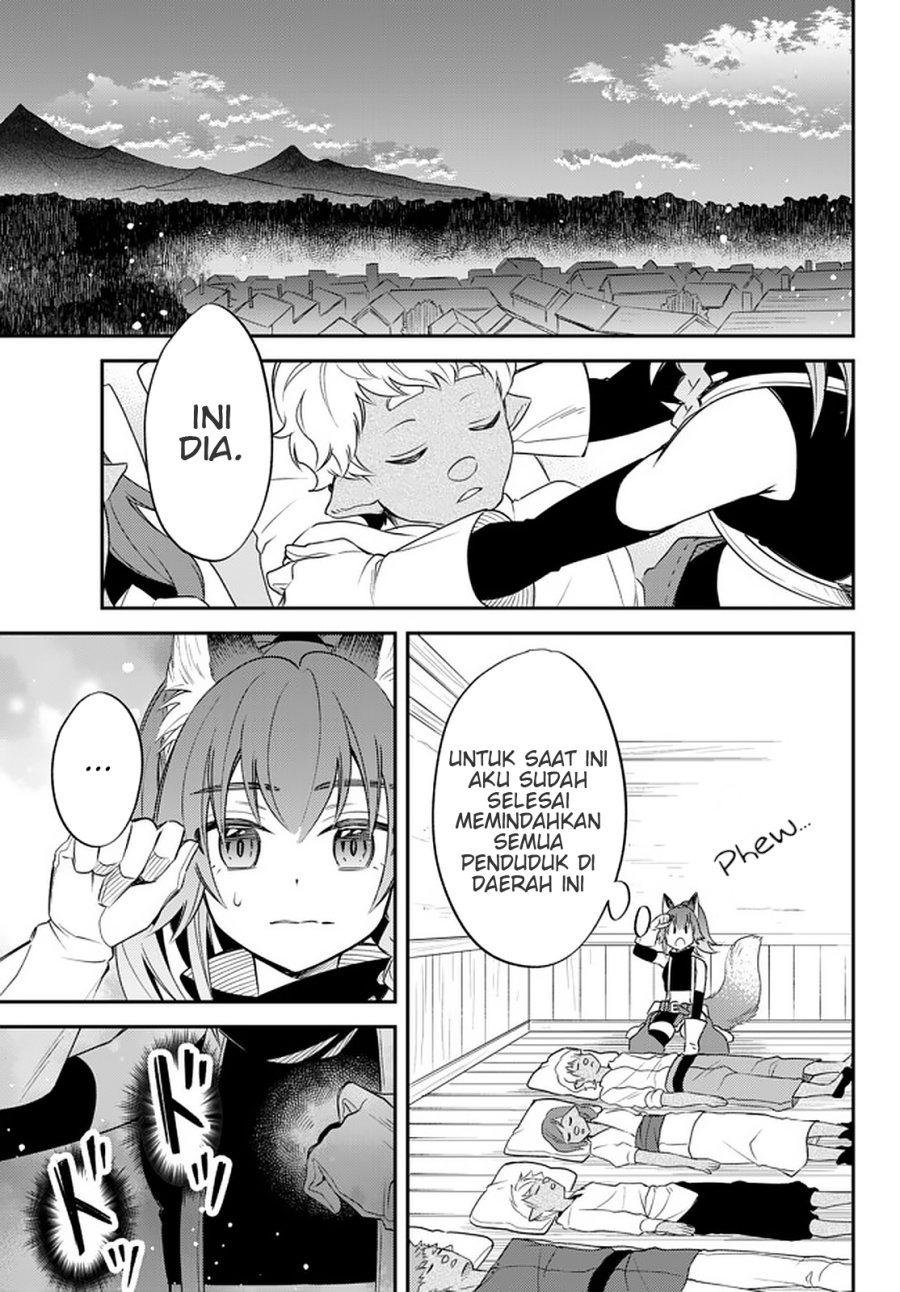 INI
DIA.
UNTUK SAAT INI
AKU SUDAH
SELESAI
MEMINDAHKAN
SEMUA
PENDUDUK DI
DAERAH INI
Phew...
...
ドッ
ドッ